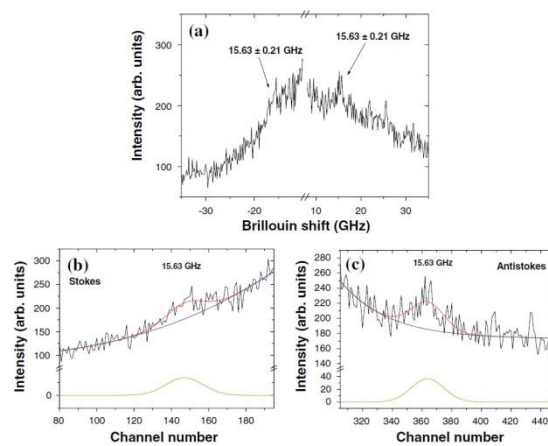 (a)
15.63 ± 0.21 GHz
15.63 ± 0.21 GHz
Intensity (arb. units)
300
200
100
-30
-20
10
20
30
Brillouin shift (GHz)
(b)
15.63 GHz
Stokes
Intensity (arb. units)
300
250
200
150
100
0
80
100
120
140
160
180
Channel number
(c)
15.63 GHz
Antistokes
Intensity (arb. units)
280
260
240
220
200
180
160
40
20
0
320
340
360
380
400
420
440
Channel number